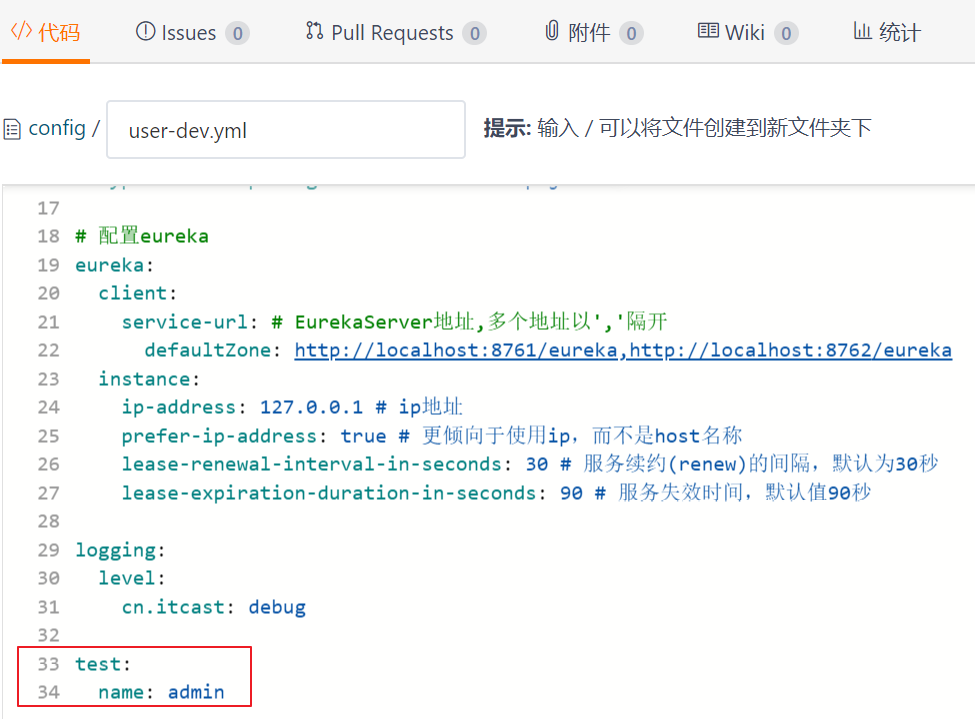 代码 Issues 0 Pull Requests 0 附件 0 Wiki 0 统计
config / user-dev.yml 提示: 输入 / 可以将文件创建到新文件夹下
17
18 # 配置eureka
19 eureka:
20 client:
21 service-url: # EurekaServer地址,多个地址以','隔开
22 defaultZone: http://localhost:8761/eureka,http://localhost:8762/eureka
23 instance:
24 ip-address: 127.0.0.1 # ip地址
25 prefer-ip-address: true # 更倾向于使用ip，而不是host名称
26 lease-renewal-interval-in-seconds: 30 # 服务续约(renew)的间隔，默认为30秒
27 lease-expiration-duration-in-seconds: 90 # 服务失效时间，默认值90秒
28
29 logging:
30 level:
31 cn.itcast: debug
32
33 test:
34 name: admin